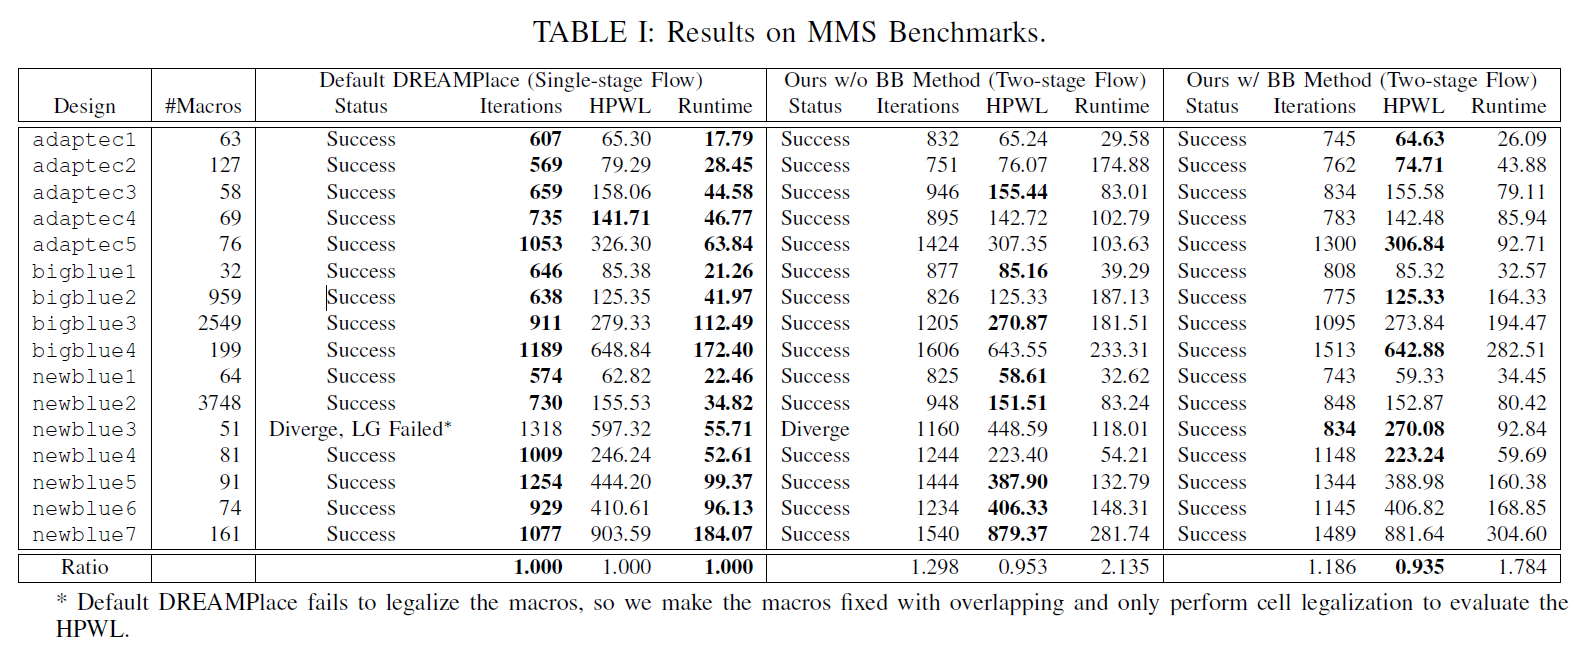 TABLE I: Results on MMS Benchmarks.
Default DREAMPlace (Single-stage Flow) Ours w/o BB Method (Two-stage Flow) Ours w/ BB Method (Two-stage Flow)
Design #Macros Status Iterations HPWL Runtime Status Iterations HPWL Runtime Status Iterations HPWL Runtime
adaptec1 63 Success 607 65.30 17.79 Success 832 65.24 29.58 Success 745 64.63 26.09
adaptec2 127 Success 569 79.29 28.45 Success 751 76.07 174.88 Success 762 74.71 43.88
adaptec3 58 Success 659 158.06 44.58 Success 946 155.44 83.01 Success 834 155.58 79.11
adaptec4 69 Success 735 141.71 46.77 Success 895 142.72 102.79 Success 783 142.48 85.94
adaptec5 76 Success 1053 326.30 63.84 Success 1424 307.35 103.63 Success 1300 306.84 92.71
bigblue1 32 Success 646 85.38 21.26 Success 877 85.16 39.29 Success 808 85.32 32.57
bigblue2 959 Success 638 125.35 41.97 Success 826 125.33 187.13 Success 775 125.33 164.33
bigblue3 2549 Success 911 279.33 112.49 Success 1205 270.87 181.51 Success 1095 273.84 194.47
bigblue4 199 Success 1189 648.84 172.40 Success 1606 643.55 233.31 Success 1513 642.88 282.51
newblue1 64 Success 574 62.82 22.46 Success 825 58.61 32.62 Success 743 59.33 34.45
newblue2 3748 Success 730 155.53 34.82 Success 948 151.51 83.24 Success 848 152.87 80.42
newblue3 51 Diverge, LG Failed* 1318 597.32 55.71 Diverge 1160 448.59 118.01 Success 834 270.08 92.84
newblue4 81 Success 1009 246.24 52.61 Success 1244 223.40 54.21 Success 1148 223.24 59.69
newblue5 91 Success 1254 444.20 99.37 Success 1444 387.90 132.79 Success 1344 388.98 160.38
newblue6 74 Success 929 410.61 96.13 Success 1234 406.33 148.31 Success 1145 406.82 168.85
newblue7 161 Success 1077 903.59 184.07 Success 1540 879.37 281.74 Success 1489 881.64 304.60
Ratio 1.000 1.000 1.000 1.298 0.953 2.135 1.186 0.935 1.784
* Default DREAMPlace fails to legalize the macros, so we make the macros fixed with overlapping and only perform cell legalization to evaluate the
HPWL.